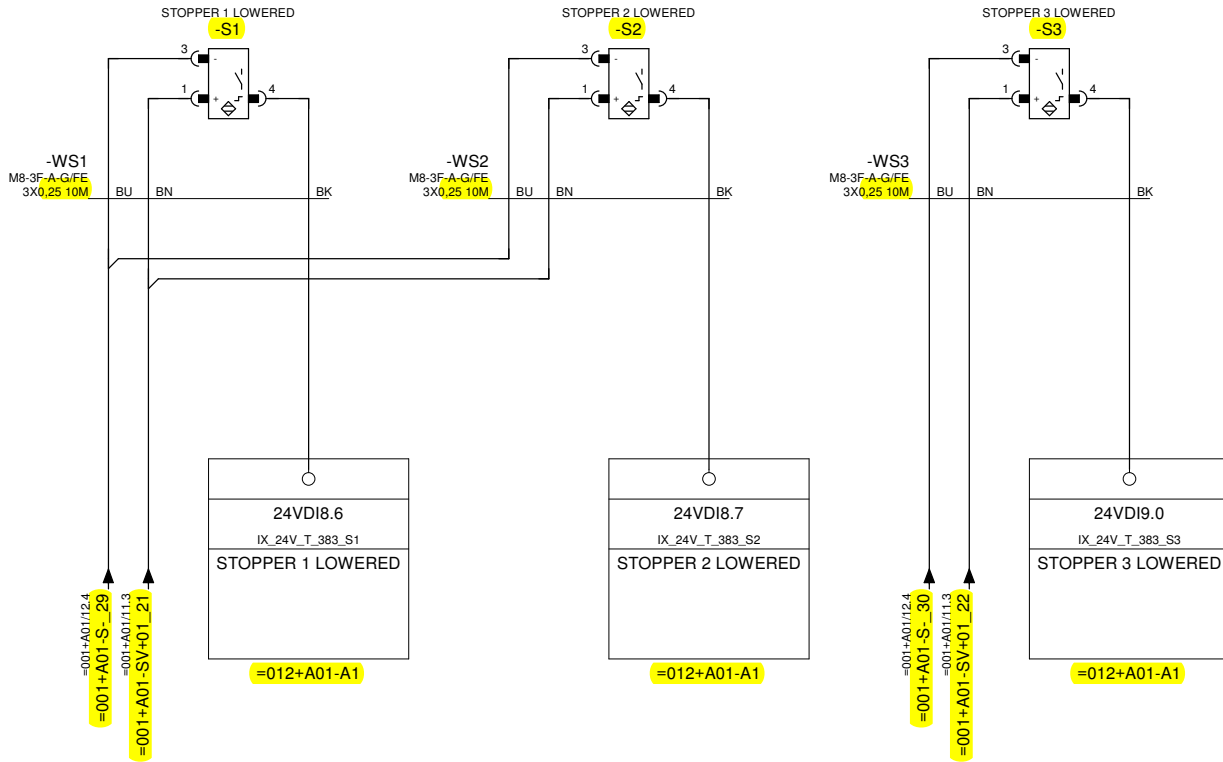 STOPPER 1 LOWERED
-S1
3
-
1
+
4
-WS1
M8-3F-A-G/FE
3X0,25 10M
BU
BN
BK
24VDI8.6
IX_24V_T_383_S1
STOPPER 1 LOWERED
=012+A01-A1
=001+A01/12.4
=001+A01-S-_29
=001+A01/11.3
=001+A01-SV+01_21
STOPPER 2 LOWERED
-S2
3
-
1
+
4
-WS2
M8-3F-A-G/FE
3X0,25 10M
BU
BN
BK
24VDI8.7
IX_24V_T_383_S2
STOPPER 2 LOWERED
=012+A01-A1
STOPPER 3 LOWERED
-S3
3
-
1
+
4
-WS3
M8-3F-A-G/FE
3X0,25 10M
BU
BN
BK
24VDI9.0
IX_24V_T_383_S3
STOPPER 3 LOWERED
=012+A01-A1
=001+A01/12.4
=001+A01-S-_30
=001+A01/11.3
=001+A01-SV+01_22